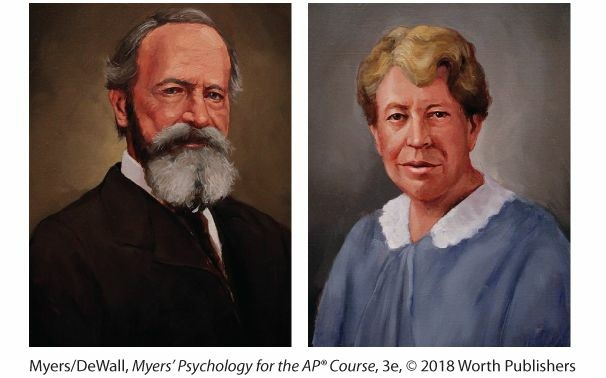 Myers/DeWall, Myers’ Psychology for the AP® Course, 3e, © 2018 Worth Publishers